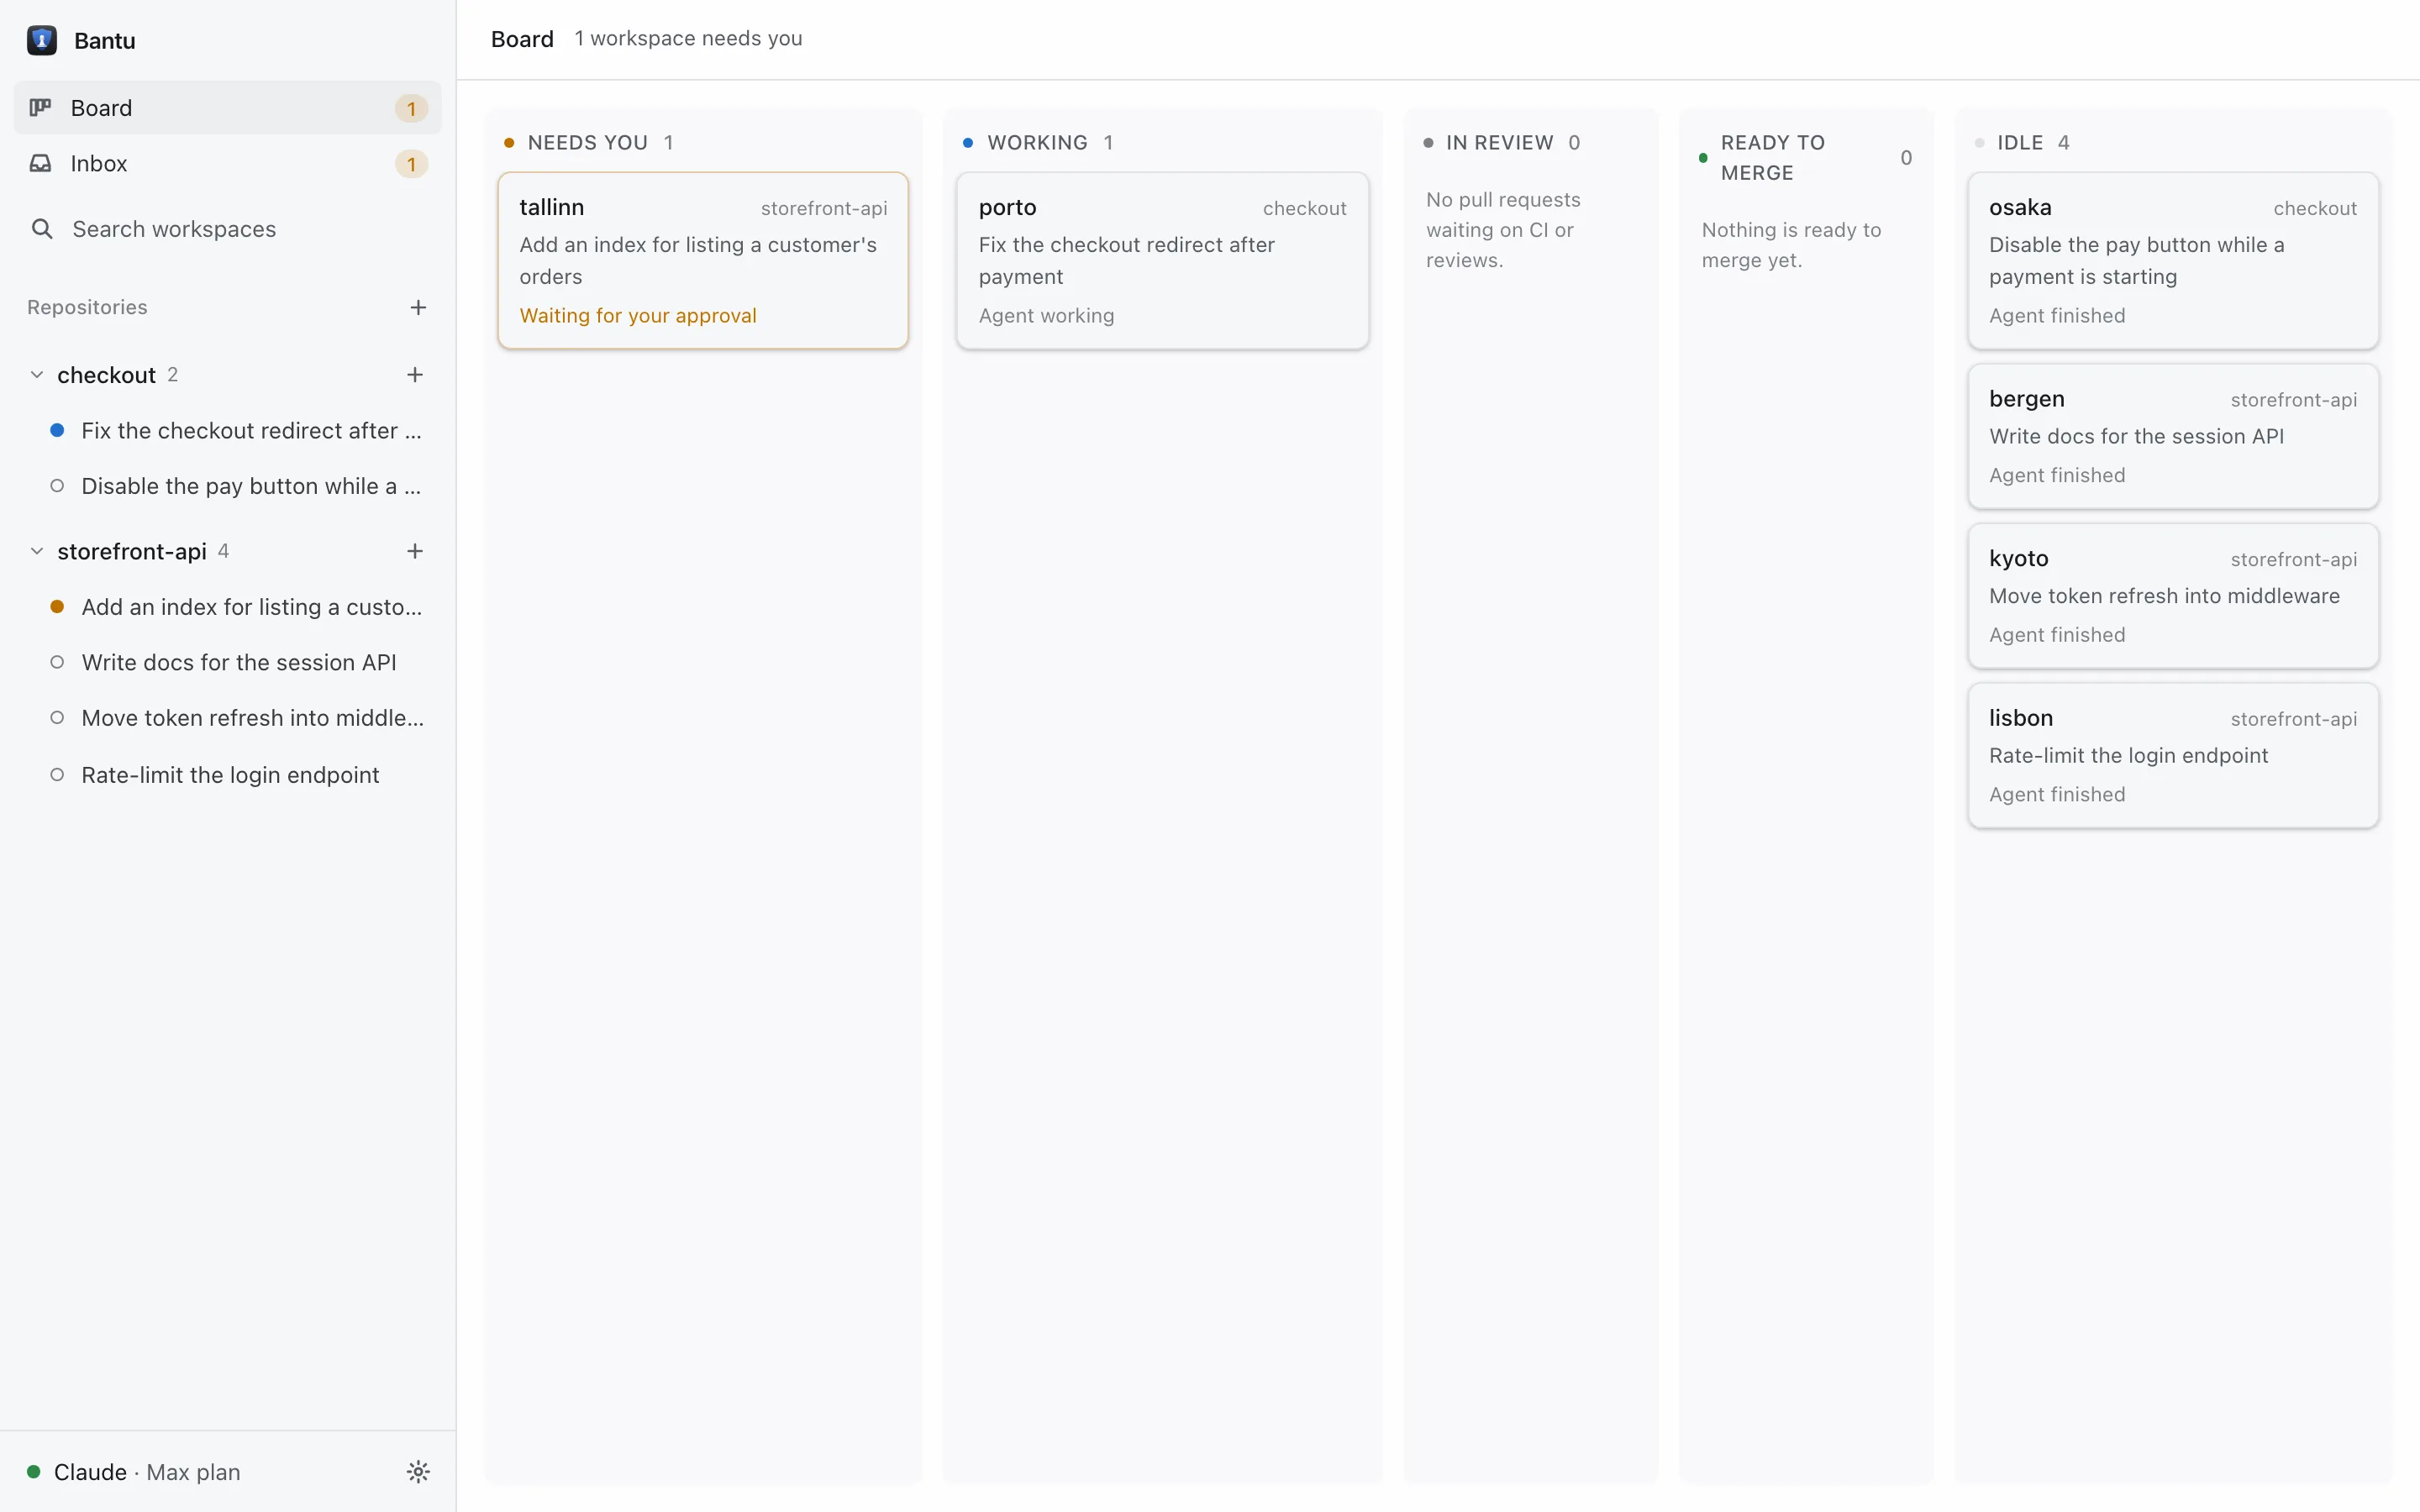 Bantu
Board 1
Inbox 1
Search workspaces
Repositories
checkout 2
Fix the checkout redirect after ...
Disable the pay button while a ...
storefront-api 4
Add an index for listing a custo...
Write docs for the session API
Move token refresh into middle...
Rate-limit the login endpoint
Claude · Max plan
Board 1 workspace needs you
NEEDS YOU 1
tallinn storefront-api
Add an index for listing a customer's
orders
Waiting for your approval
WORKING 1
porto checkout
Fix the checkout redirect after
payment
Agent working
IN REVIEW 0
No pull requests
waiting on CI or
reviews.
READY TO
MERGE 0
Nothing is ready to
merge yet.
IDLE 4
osaka checkout
Disable the pay button while a
payment is starting
Agent finished
bergen storefront-api
Write docs for the session API
Agent finished
kyoto storefront-api
Move token refresh into middleware
Agent finished
lisbon storefront-api
Rate-limit the login endpoint
Agent finished